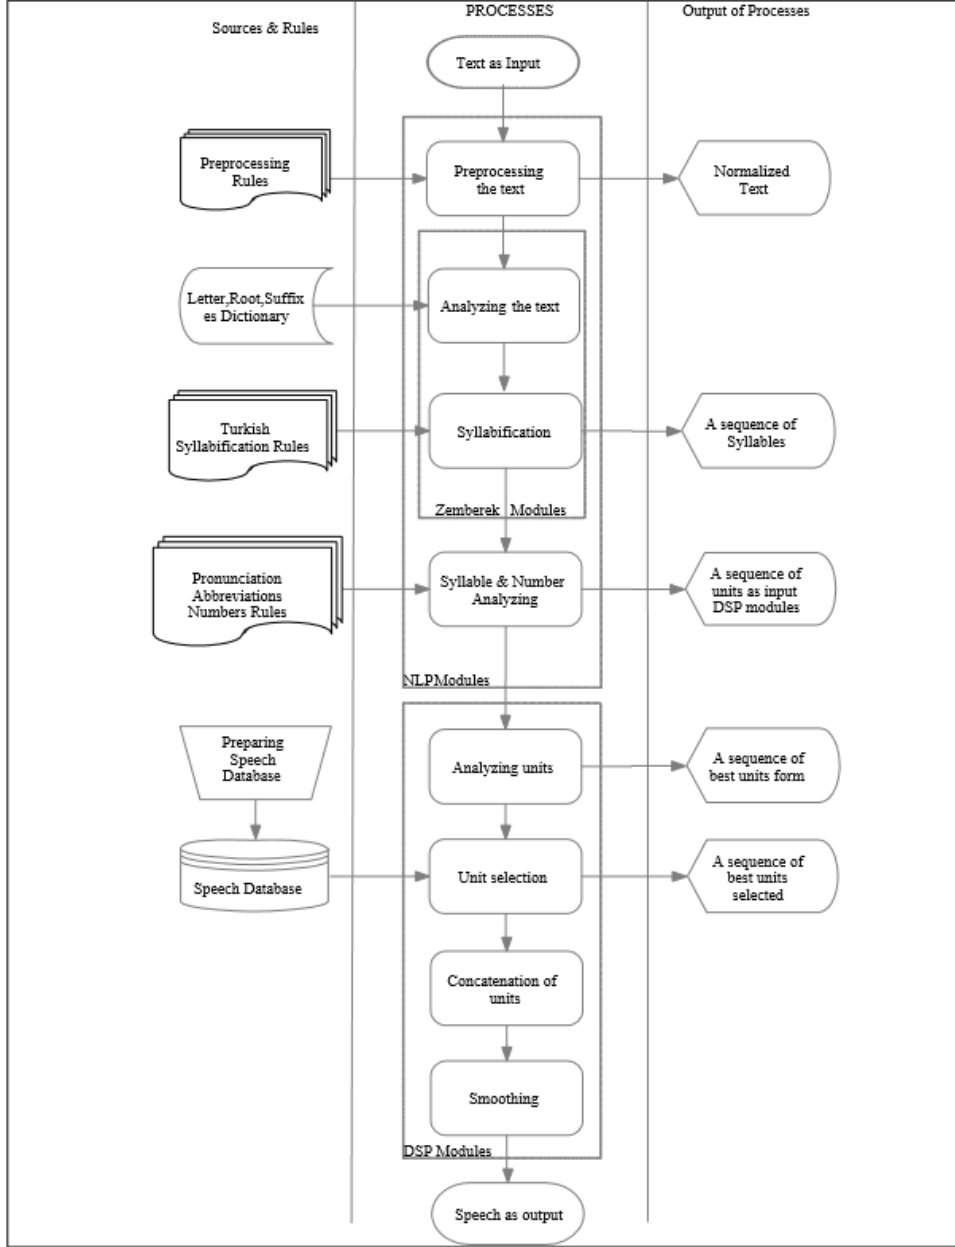 Sources & Rules
PROCESSES
Output of Processes
Text as Input
Preprocessing
Rules
Preprocessing
the text
Normalized
Text
Letter,Root,Suffix
es Dictionary
Analyzing the text
Turkish
Syllabification Rules
Syllabification
A sequence of
Syllables
Zemberek Modules
Pronunciation
Abbreviations
Numbers Rules
Syllable & Number
Analyzing
A sequence of
units as input
DSP modules
NLPModules
Preparing
Speech
Database
Analyzing units
A sequence of
best units form
Speech Database
Unit selection
A sequence of
best units
selected
Concatenation of
units
Smoothing
DSP Modules
Speech as output